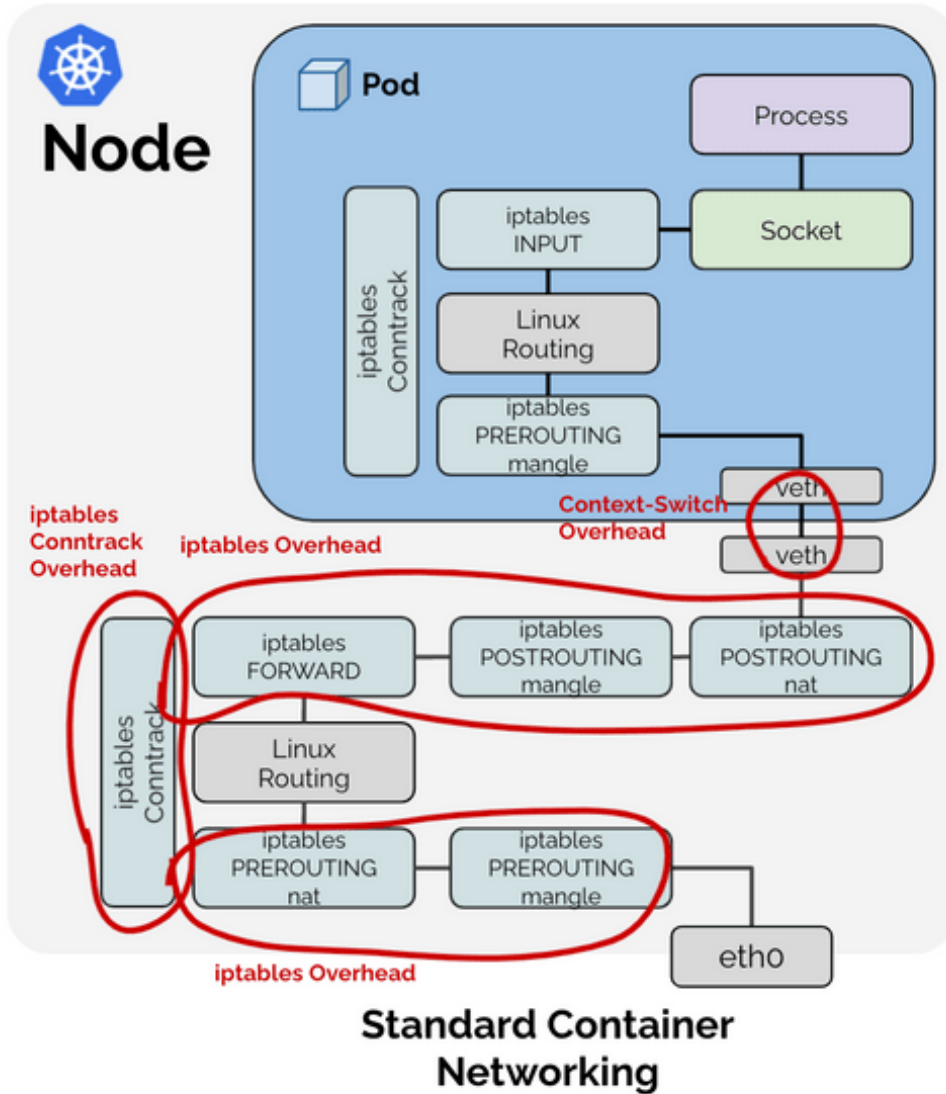 Pod
Node
Process
iptables
INPUT
Socket
iptables
Conntrack
Linux
Routing
iptables
PREROUTING
mangle
veth
Context-Switch
Overhead
veth
iptables
Conntrack
Overhead
iptables Overhead
iptables
FORWARD
iptables
POSTROUTING
mangle
iptables
POSTROUTING
nat
iptables
Conntrack
Linux
Routing
iptables
PREROUTING
nat
iptables
PREROUTING
mangle
eth0
iptables Overhead
Standard Container
Networking